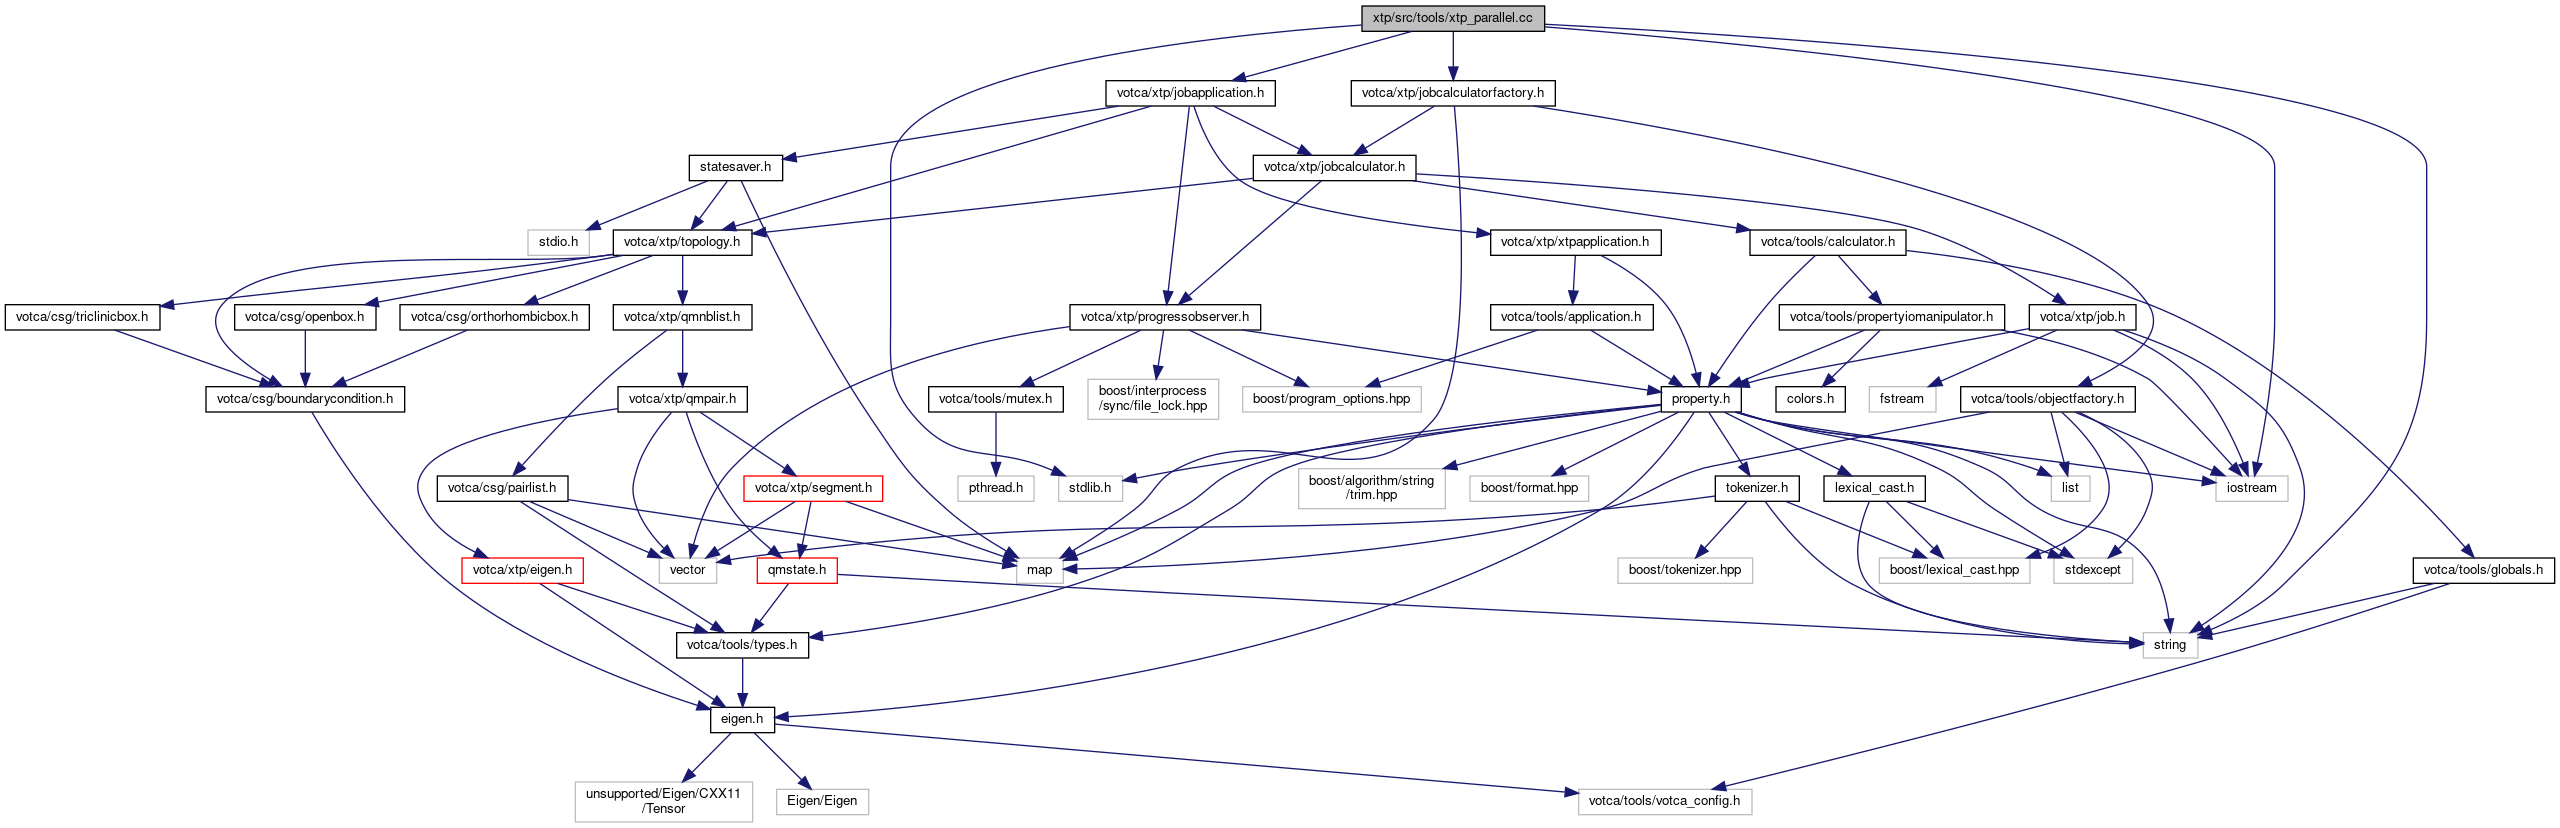 xtp/src/tools/xtp_parallel.cc
votca/xtp/jobapplication.h
votca/xtp/jobcalculatorfactory.h
statesaver.h
votca/xtp/jobcalculator.h
stdio.h
votca/xtp/topology.h
votca/xtp/xtpapplication.h
votca/tools/calculator.h
votca/csg/triclinicbox.h
votca/csg/openbox.h
votca/csg/orthorhombicbox.h
votca/xtp/qmnblist.h
votca/xtp/progressobserver.h
votca/tools/application.h
votca/tools/propertyiomanipulator.h
votca/xtp/job.h
votca/csg/boundarycondition.h
votca/xtp/qmpair.h
votca/tools/mutex.h
boost/interprocess
/sync/file_lock.hpp
boost/program_options.hpp
property.h
colors.h
fstream
votca/tools/objectfactory.h
votca/csg/pairlist.h
votca/xtp/segment.h
pthread.h
stdlib.h
boost/algorithm/string
/trim.hpp
boost/format.hpp
tokenizer.h
lexical_cast.h
list
iostream
votca/xtp/eigen.h
vector
qmstate.h
map
boost/tokenizer.hpp
boost/lexical_cast.hpp
stdexcept
votca/tools/globals.h
votca/tools/types.h
string
eigen.h
unsupported/Eigen/CXX11
/Tensor
Eigen/Eigen
votca/tools/votca_config.h